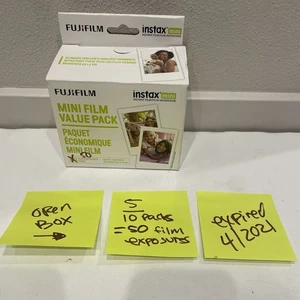 FUJIFILM
instax mini
FUJIFILM
instax mini
MINI FILM
VALUE PACK
PAQUET
ÉCONOMIQUE
MINI FILM
open
Box
5
10 packs
= 50 film
exposures
expired
4/2021